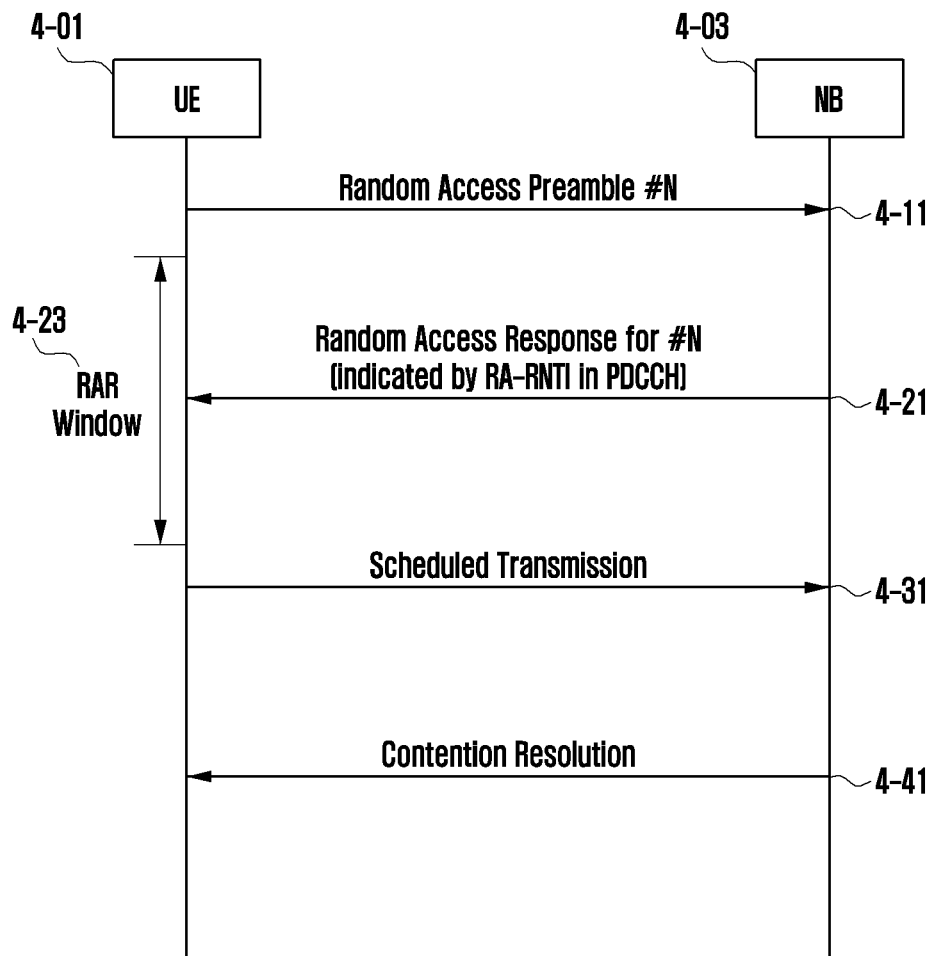 4-01
4-03
UE
NB
Random Access Preamble #N
4-11
4-23
RAR
Window
Random Access Response for #N
(indicated by RA-RNTI in PDCCH)
4-21
Scheduled Transmission
4-31
Contention Resolution
4-41